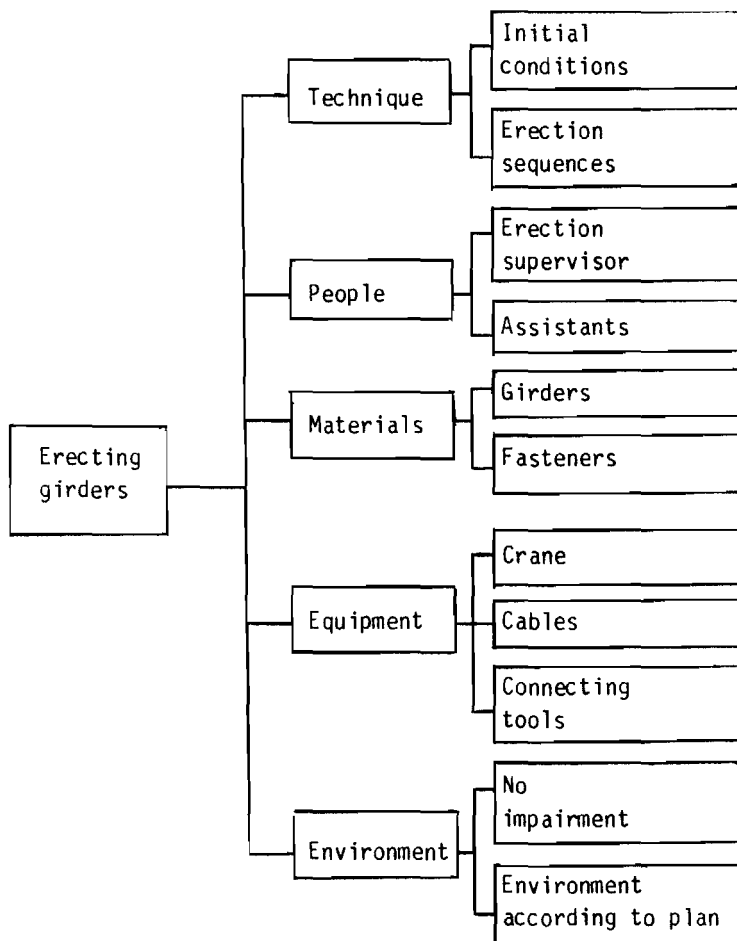 Erecting
girders
Technique
Initial
conditions
Erection
sequences
People
Erection
supervisor
Assistants
Materials
Girders
Fasteners
Equipment
Crane
Cables
Connecting
tools
Environment
No
impairment
Environment
according to plan